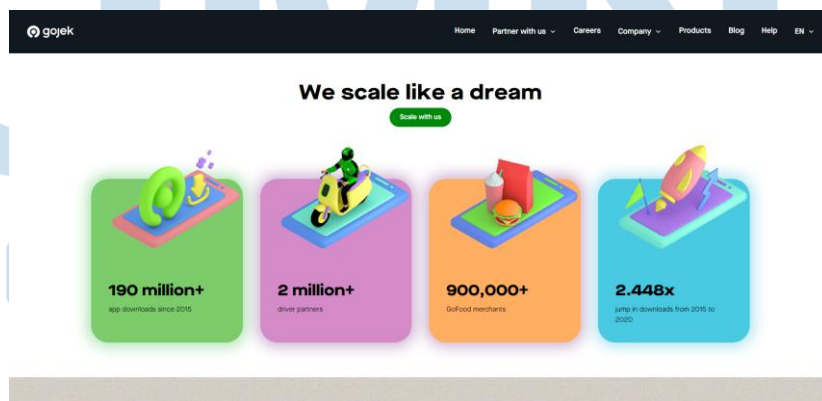 gojek
Home Partner with us Careers Company Products Blog Help EN
We scale like a dream
Scale with us
190 million+
app downloads since 2015
2 million+
driver partners
900,000+
GoFood merchants
2.448x
jump in downloads from 2015 to
2020